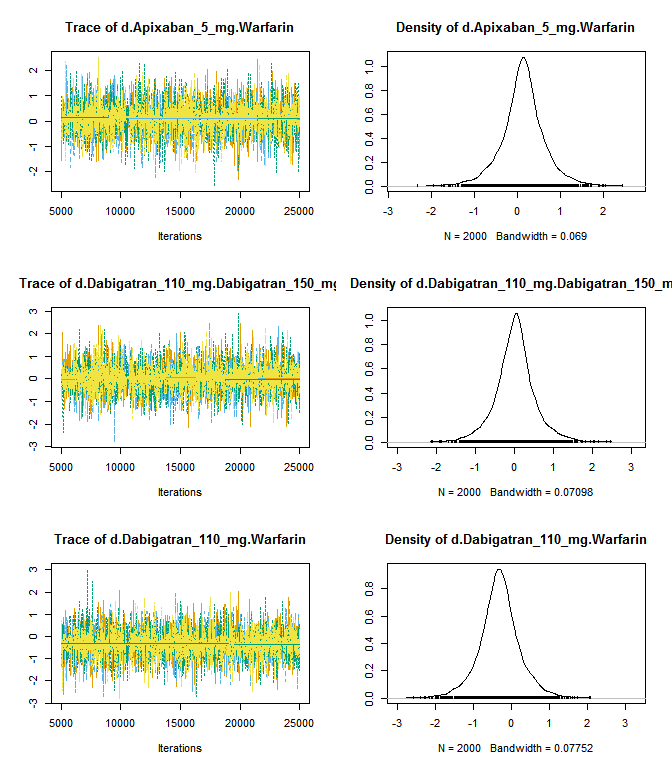 Trace of d.Apixaban_5_mg.Warfarin
2
1
0
-1
-2
5000 10000 15000 20000 25000
Iterations
Density of d.Apixaban_5_mg.Warfarin
1.0
0.8
0.6
0.4
0.2
0.0
-3 -2 -1 0 1 2
N = 2000 Bandwidth = 0.069
Trace of d.Dabigatran_110_mg.Dabigatran_150_mg
3
2
1
0
-1
-2
-3
5000 10000 15000 20000 25000
Iterations
Density of d.Dabigatran_110_mg.Dabigatran_150_m
1.0
0.8
0.6
0.4
0.2
0.0
-3 -2 -1 0 1 2 3
N = 2000 Bandwidth = 0.07098
Trace of d.Dabigatran_110_mg.Warfarin
3
2
1
0
-1
-2
-3
5000 10000 15000 20000 25000
Iterations
Density of d.Dabigatran_110_mg.Warfarin
0.8
0.6
0.4
0.2
0.0
-3 -2 -1 0 1 2 3
N = 2000 Bandwidth = 0.07752